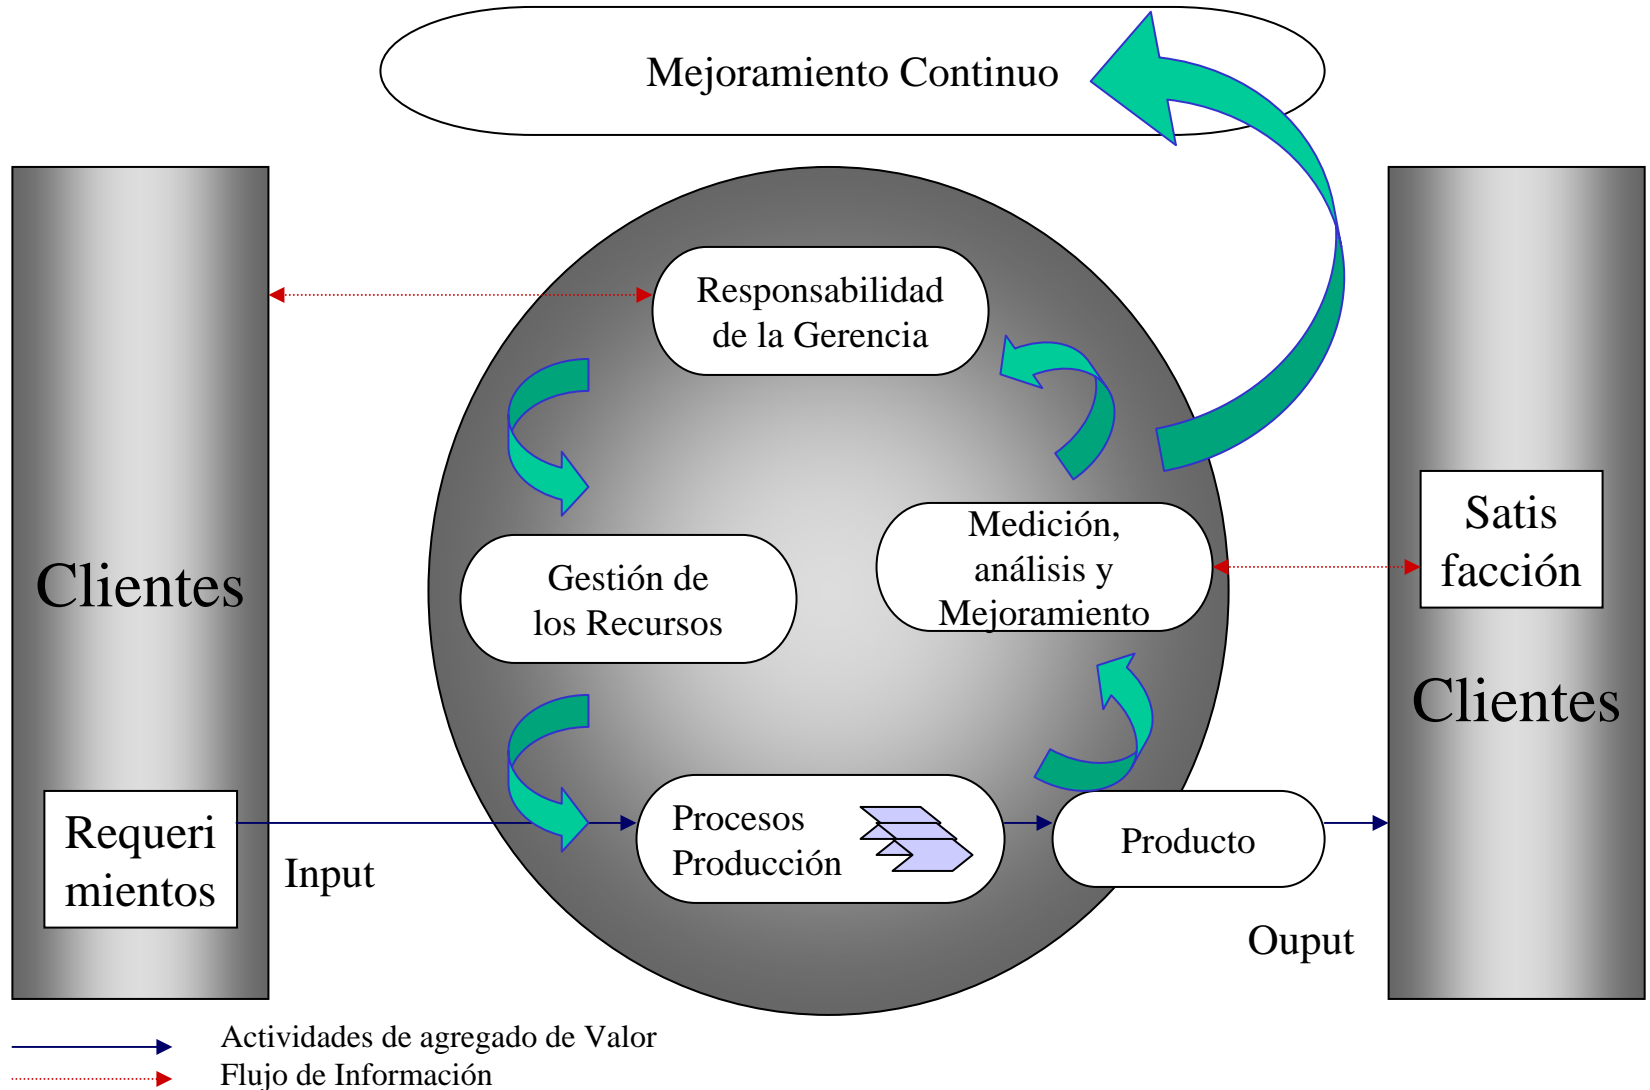 Mejoramiento Continuo
Responsabilidad
de la Gerencia
Clientes
Gestión de
los Recursos
Medición,
análisis y
Mejoramiento
Satis
facción
Clientes
Requeri
mientos
Input
Procesos
Producción
Producto
Ouput
Actividades de agregado de Valor
Flujo de Información